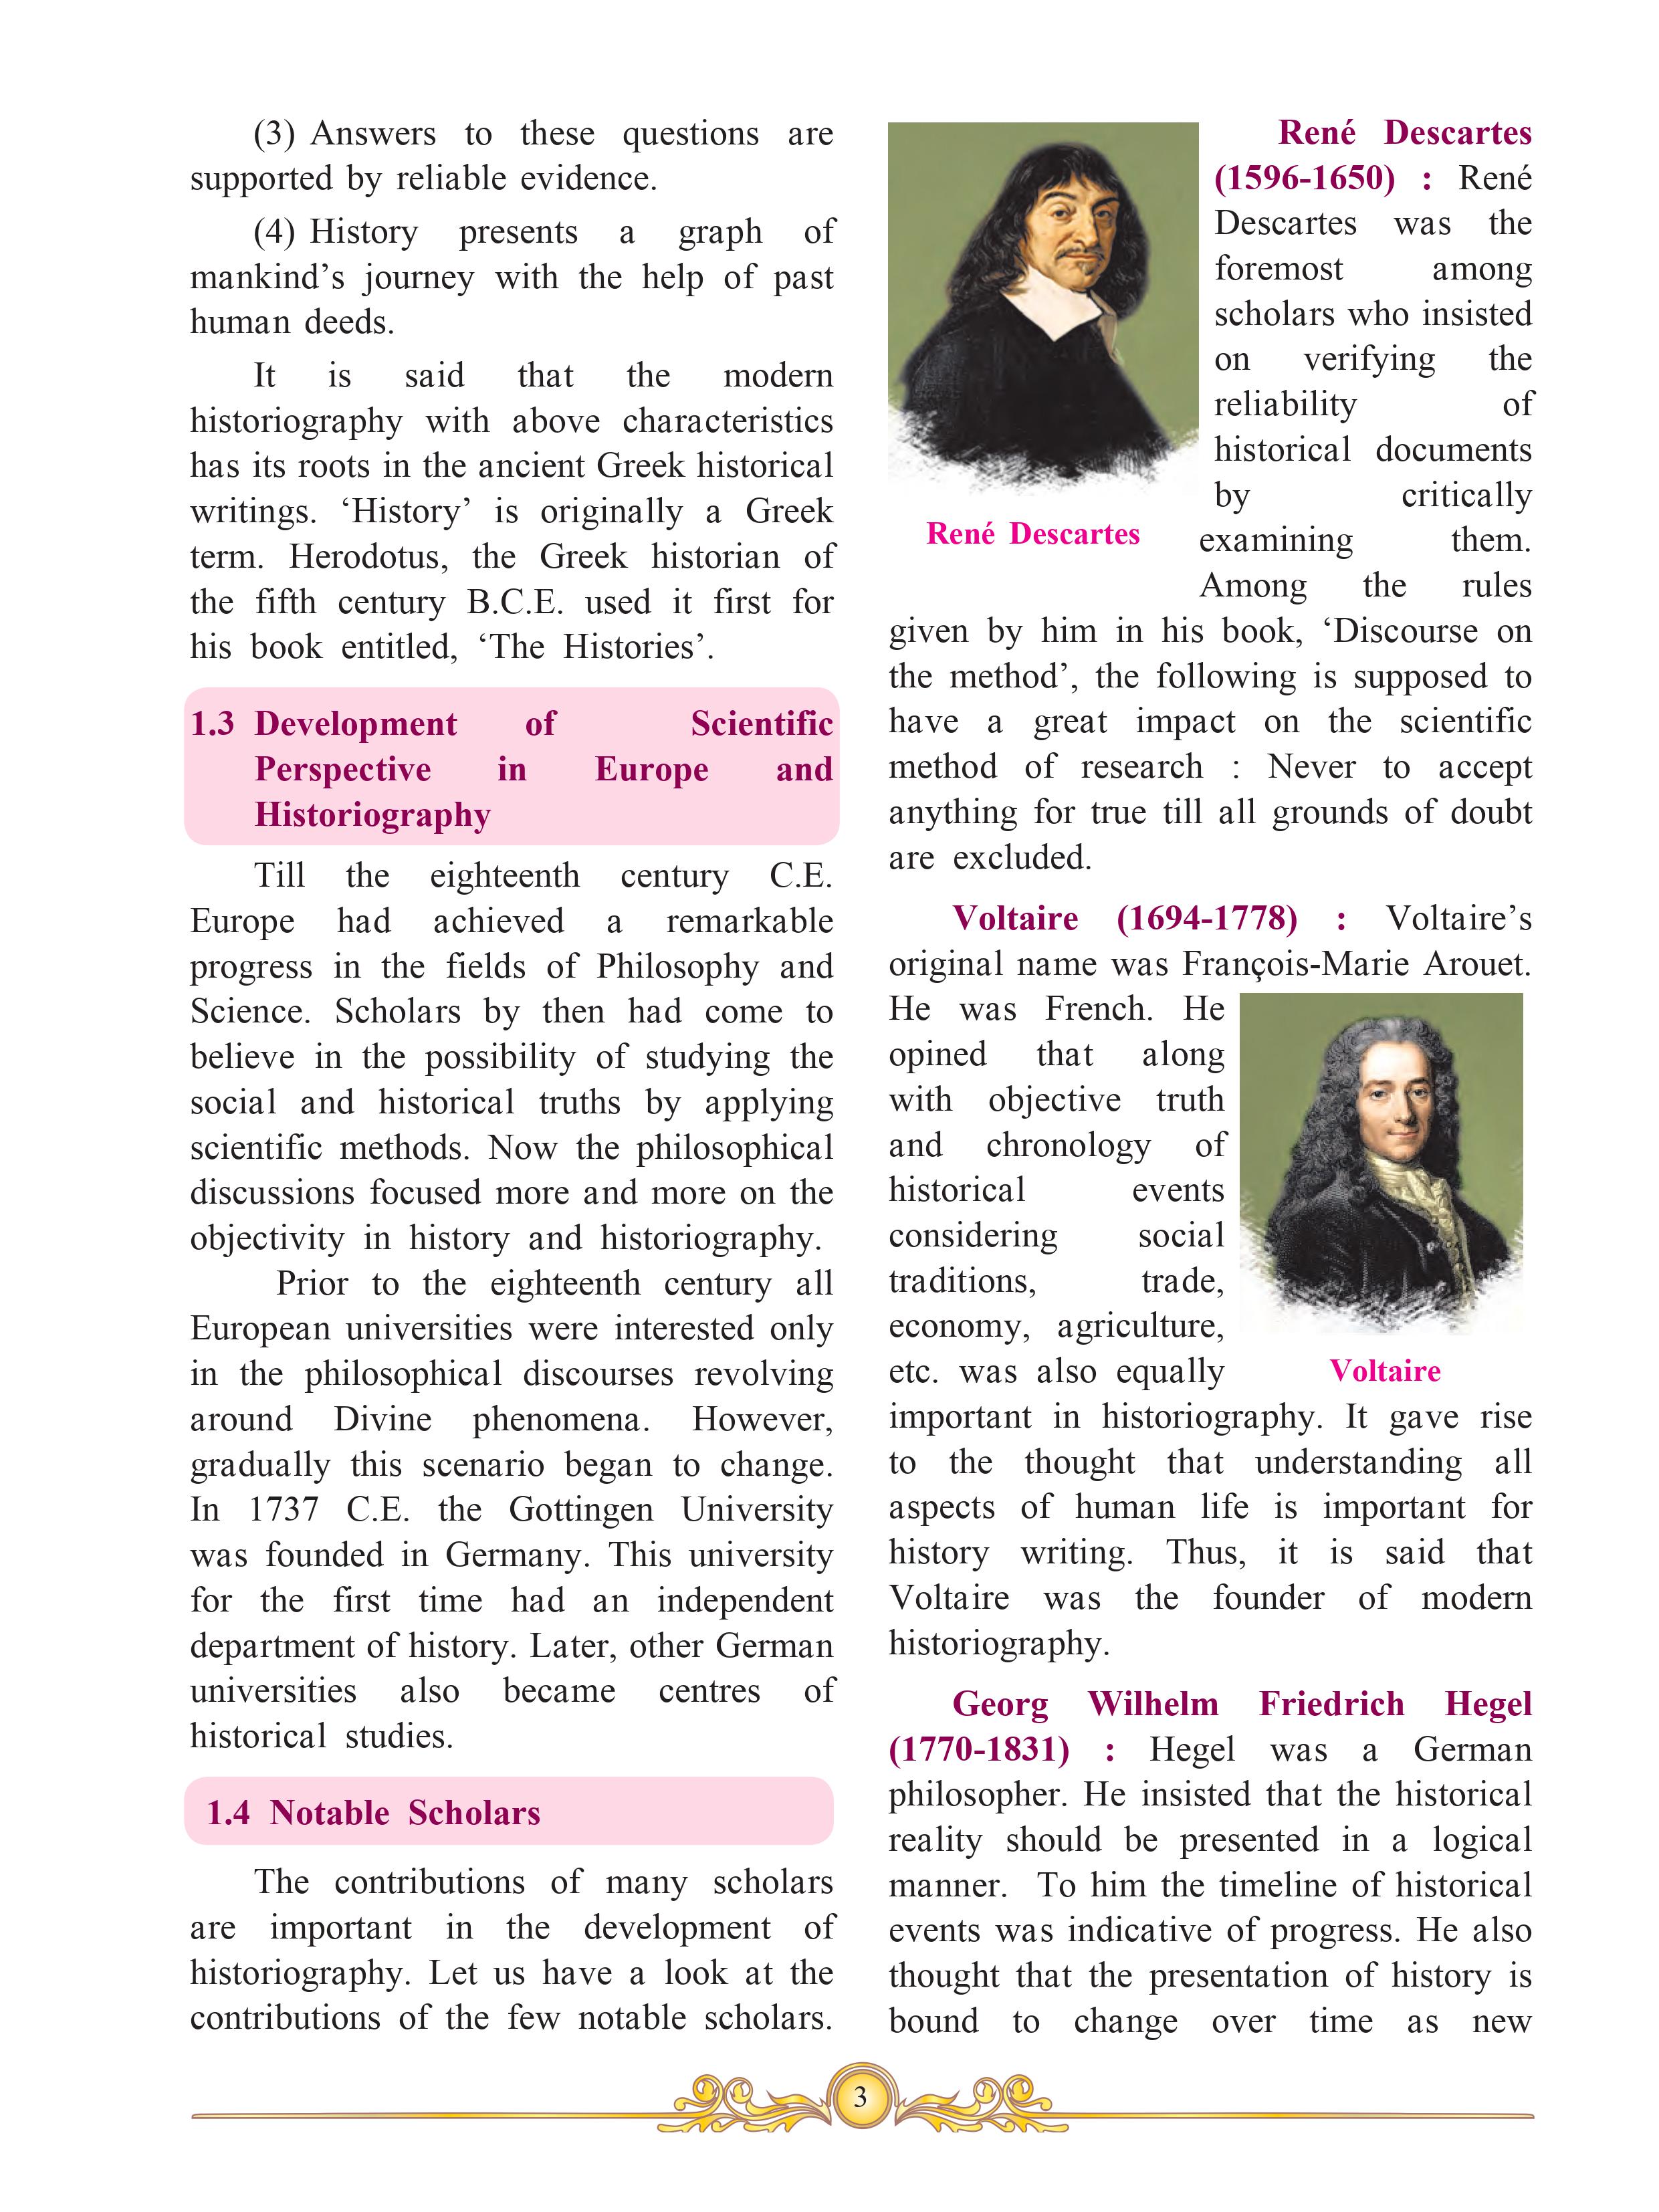 (3) Answers to these questions are
supported by reliable evidence.
(4) History presents a graph of
mankind’s journey with the help of past
human deeds.
It is said that the modern
historiography with above characteristics
has its roots in the ancient Greek historical
writings. ‘History’ is originally a Greek
term. Herodotus, the Greek historian of
the fifth century B.C.E. used it first for
his book entitled, ‘The Histories’.
1.3 Development of Scientific
Perspective in Europe and
Historiography
Till the eighteenth century C.E.
Europe had achieved a remarkable
progress in the fields of Philosophy and
Science. Scholars by then had come to
believe in the possibility of studying the
social and historical truths by applying
scientific methods. Now the philosophical
discussions focused more and more on the
objectivity in history and historiography.
Prior to the eighteenth century all
European universities were interested only
in the philosophical discourses revolving
around Divine phenomena. However,
gradually this scenario began to change.
In 1737 C.E. the Gottingen University
was founded in Germany. This university
for the first time had an independent
department of history. Later, other German
universities also became centres of
historical studies.
1.4 Notable Scholars
The contributions of many scholars
are important in the development of
historiography. Let us have a look at the
contributions of the few notable scholars.
René Descartes
(1596-1650) : René
Descartes was the
foremost among
scholars who insisted
on verifying the
reliability of
historical documents
by critically
René Descartes
examining them.
Among the rules
given by him in his book, ‘Discourse on
the method’, the following is supposed to
have a great impact on the scientific
method of research : Never to accept
anything for true till all grounds of doubt
are excluded.
Voltaire (1694-1778) : Voltaire’s
original name was François-Marie Arouet.
He was French. He
opined that along
with objective truth
and chronology of
historical events
considering social
traditions, trade,
economy, agriculture,
etc. was also equally
Voltaire
important in historiography. It gave rise
to the thought that understanding all
aspects of human life is important for
history writing. Thus, it is said that
Voltaire was the founder of modern
historiography.
Georg Wilhelm Friedrich Hegel
(1770-1831) : Hegel was a German
philosopher. He insisted that the historical
reality should be presented in a logical
manner. To him the timeline of historical
events was indicative of progress. He also
thought that the presentation of history is
bound to change over time as new
3